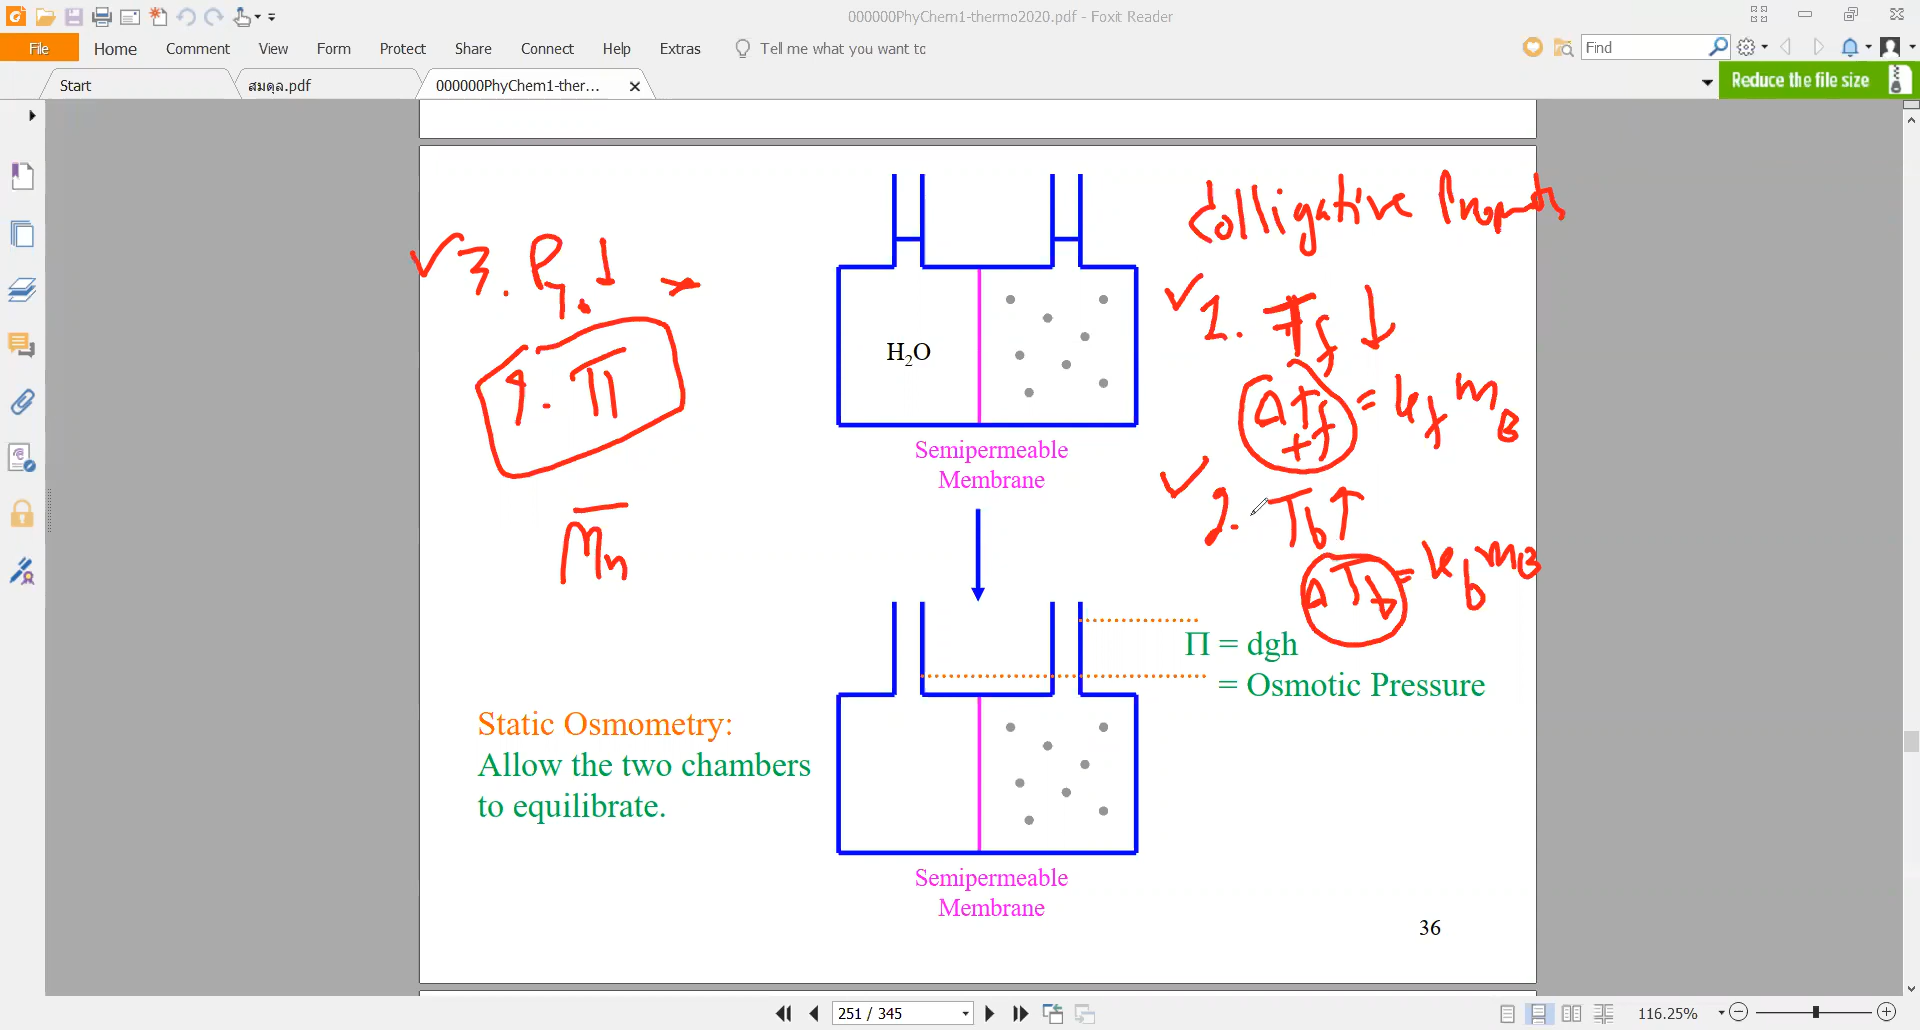 000000PhyChem1-thermo2020.pdf - Foxit Reader
File Home Comment View Form Protect Share Connect Help Extras Tell me what you want to
Find
Start
สมดุล.pdf
000000PhyChem1-ther...
Reduce the file size
Colligative
✓ 1. Tf ↓
ΔTf = kf mB
✓ 2. Tb ↑
ΔTb = kb mB
✓ 3. P ↓
4. Π
M̅n
H₂O
Semipermeable
Membrane
Π = dgh
= Osmotic Pressure
Static Osmometry:
Allow the two chambers
to equilibrate.
Semipermeable
Membrane
36
251 / 345
116.25%